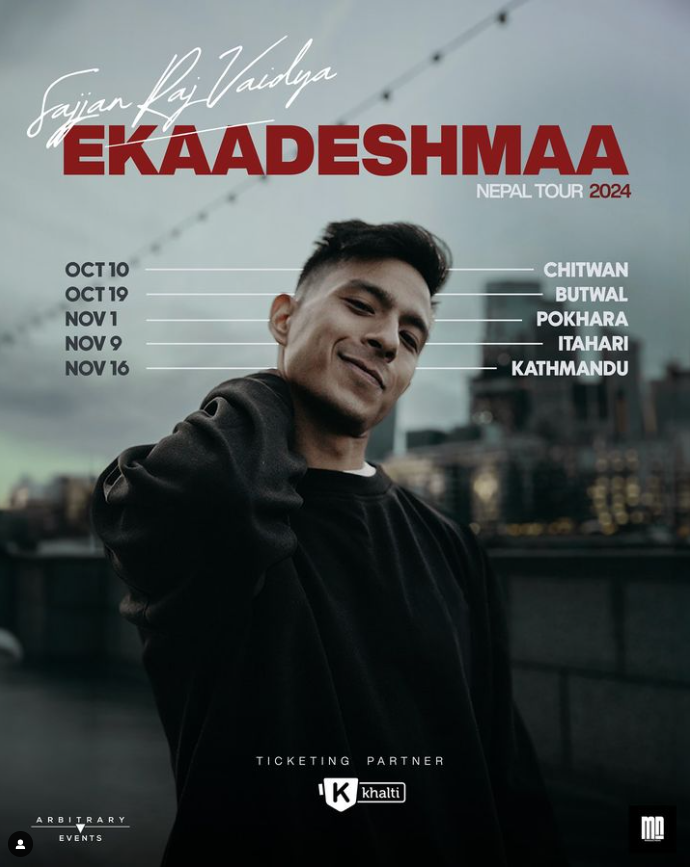 Sajjan Raj Vaidya
EKAADESHMAA
NEPAL TOUR 2024
OCT 10 CHITWAN
OCT 19 BUTWAL
NOV 1 POKHARA
NOV 9 ITAHARI
NOV 16 KATHMANDU
TICKETING PARTNER
K khalti
ARBITRARY
EVENTS